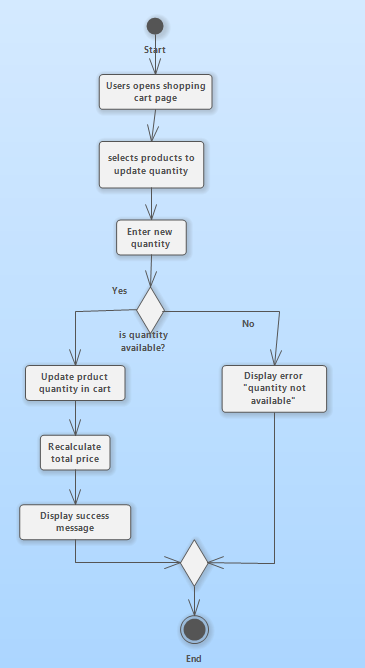 Start
Users opens shopping
cart page
selects products to
update quantity
Enter new
quantity
Yes
is quantity
available?
No
Update prduct
quantity in cart
Display error
"quantity not
available"
Recalculate
total price
Display success
message
End